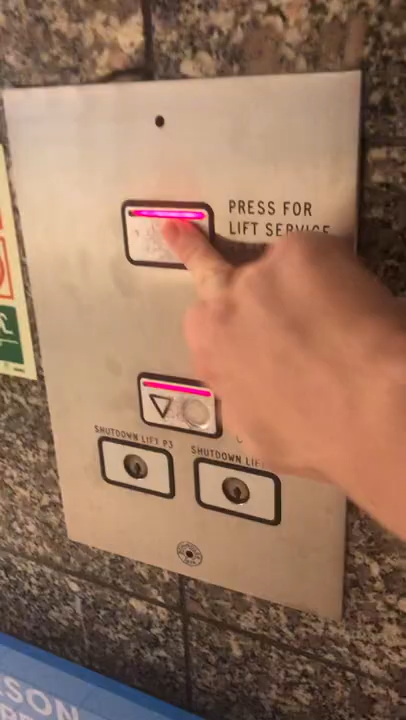 PRESS FOR
LIFT SERVICE
SHUTDOWN LIFT P3
SHUTDOWN LIF
SON